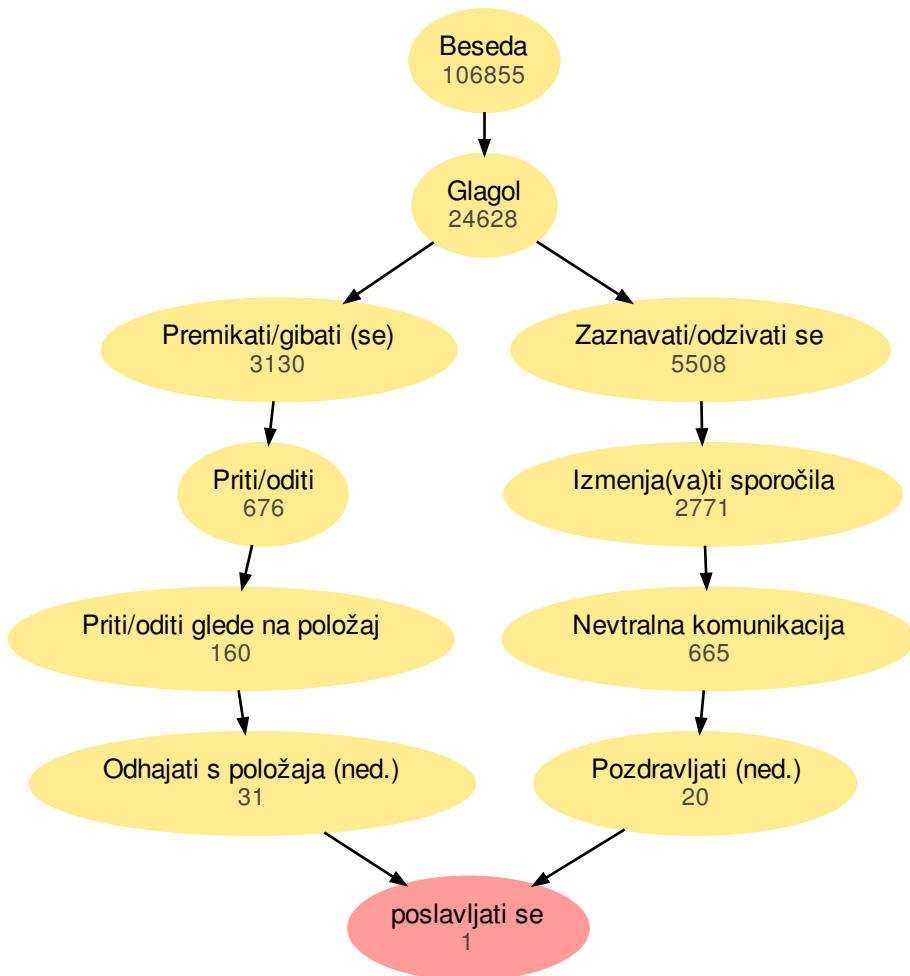 Beseda
106855
Glagol
24628
Premikati/gibati (se)
3130
Zaznavati/odzivati se
5508
Priti/oditi
676
Izmenja(va)ti sporočila
2771
Priti/oditi glede na položaj
160
Nevtralna komunikacija
665
Odhajati s položaja (ned.)
31
Pozdravljati (ned.)
20
poslavljati se
1